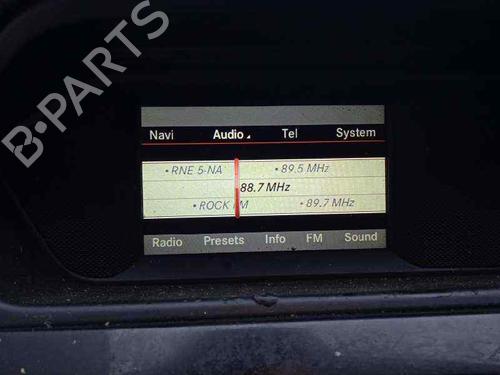 B-PARTS
Navi Audio Tel System
• RNE 5-NA • 89.5 MHz
88.7 MHz
• ROCK FM • 89.7 MHz
Radio Presets Info FM Sound